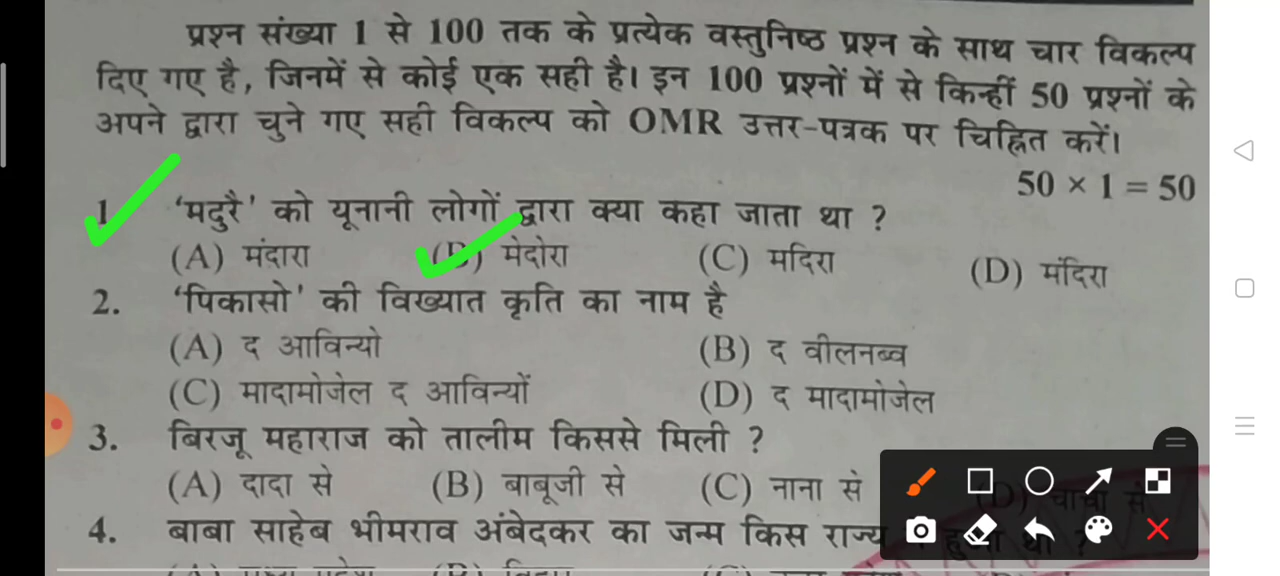 प्रश्न संख्या 1 से 100 तक के प्रत्येक वस्तुनिष्ठ प्रश्न के साथ चार विकल्प
दिए गए है, जिनमें से कोई एक सही है। इन 100 प्रश्नों में से किन्हीं 50 प्रश्नों के
अपने द्वारा चुने गए सही विकल्प को OMR उत्तर-पत्रक पर चिह्नित करें।
50 × 1 = 50
1 'मदुरै' को यूनानी लोगों द्वारा क्या कहा जाता था ?
(A) मंदारा (B) मेदोरा (C) मदिरा (D) मंदिरा
2. 'पिकासो' की विख्यात कृति का नाम है
(A) द आविन्यो (B) द वीलनब्व
(C) मादामोजेल द आविन्यों (D) द मादामोजेल
3. बिरजू महाराज को तालीम किससे मिली ?
(A) दादा से (B) बाबूजी से (C) नाना से (D) चाचा से
4. बाबा साहेब भीमराव अंबेदकर का जन्म किस राज्य हुआ था ?